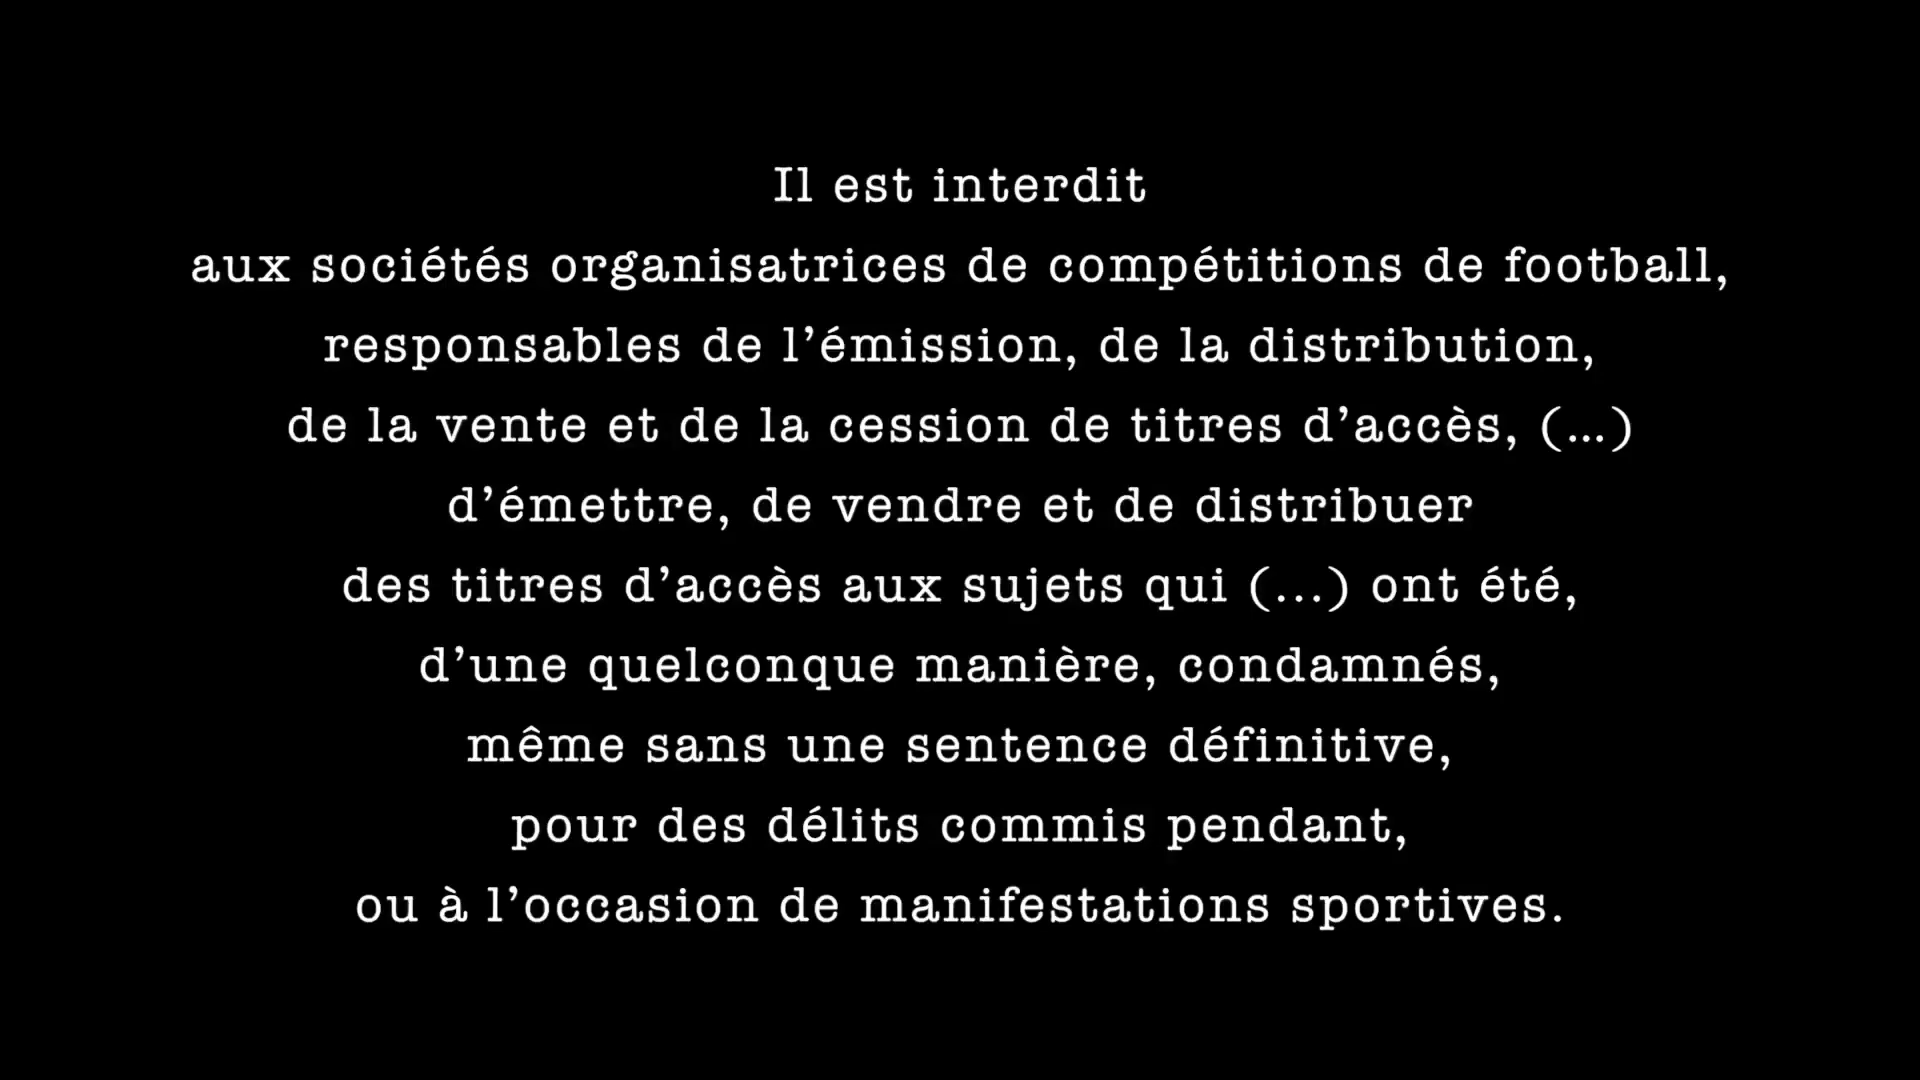 Il est interdit
aux sociétés organisatrices de compétitions de football,
responsables de l’émission, de la distribution,
de la vente et de la cession de titres d’accès, (…)
d’émettre, de vendre et de distribuer
des titres d’accès aux sujets qui (...) ont été,
d’une quelconque manière, condamnés,
même sans une sentence définitive,
pour des délits commis pendant,
ou à l’occasion de manifestations sportives.